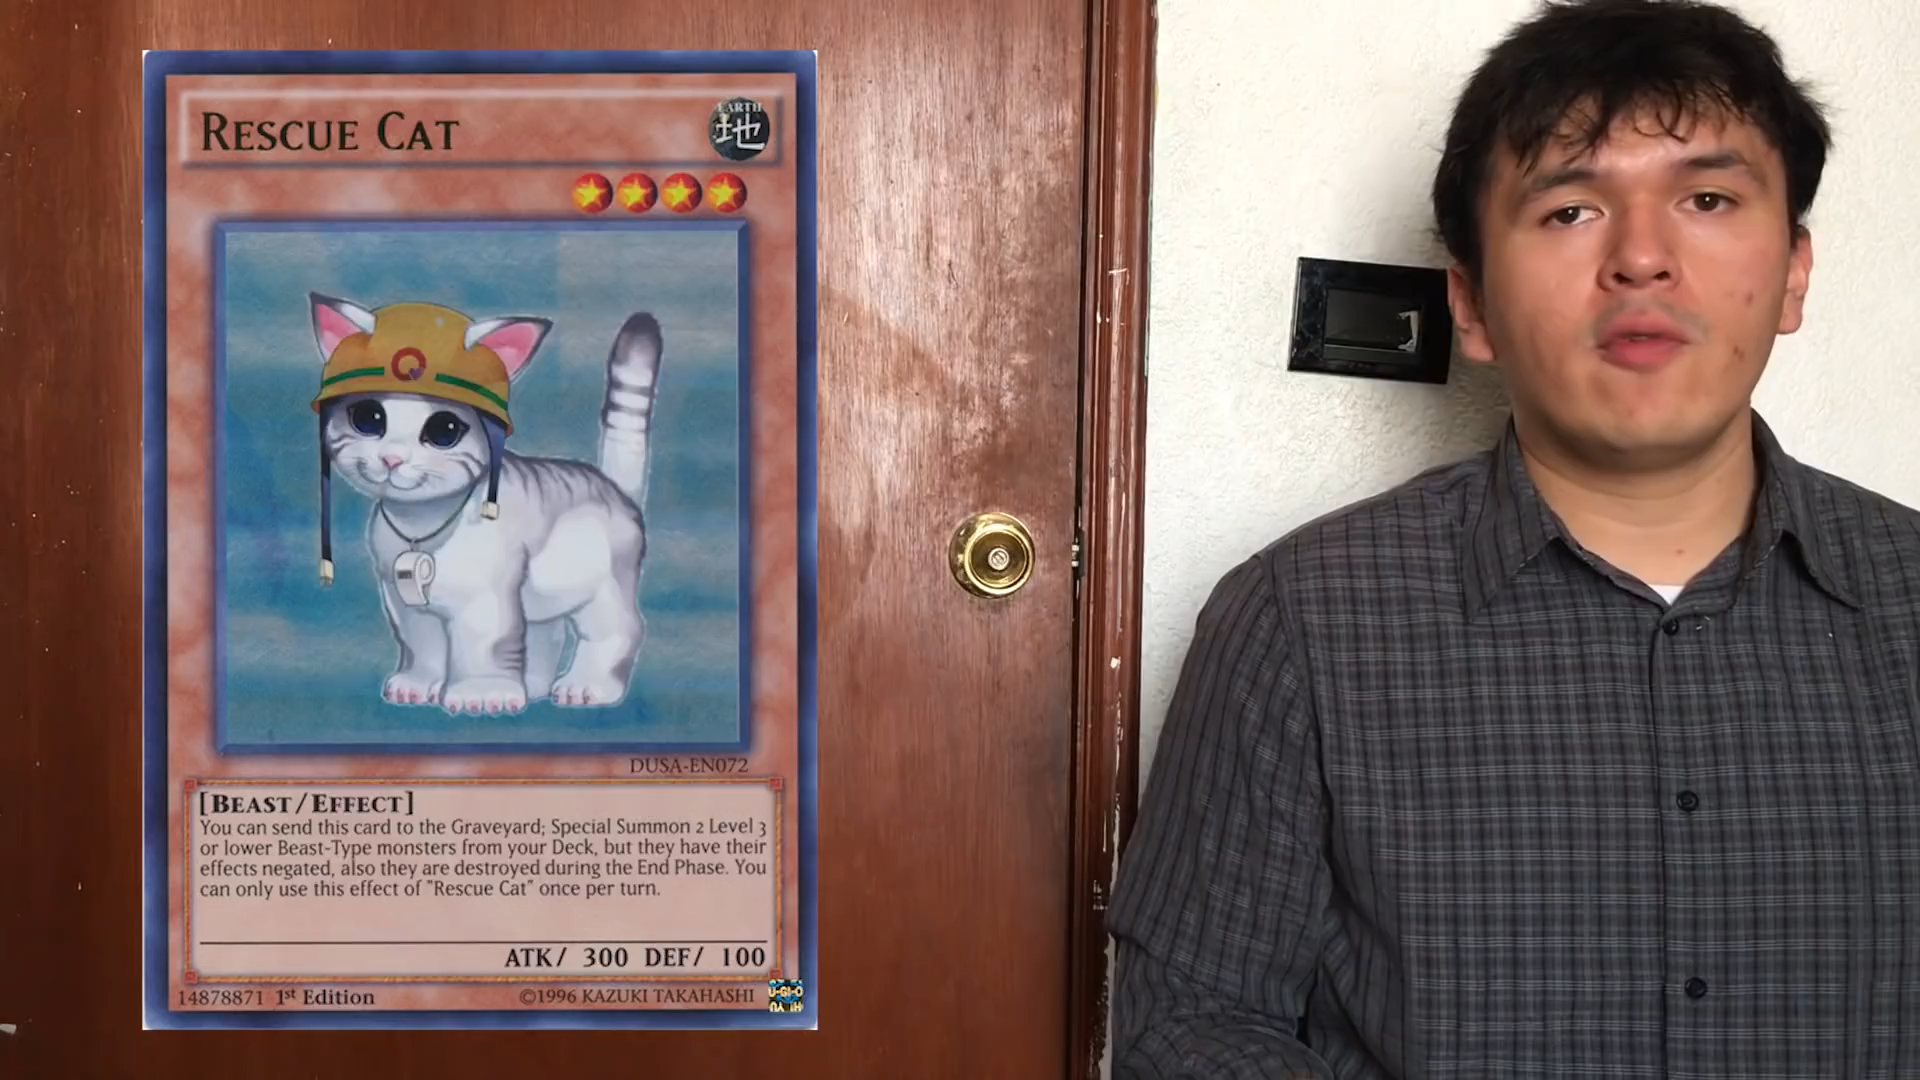 RESCUE CAT
EARTH
地
DUSA-EN072
[BEAST/EFFECT]
You can send this card to the Graveyard; Special Summon 2 Level 3
or lower Beast-Type monsters from your Deck, but they have their
effects negated, also they are destroyed during the End Phase. You
can only use this effect of "Rescue Cat" once per turn.
ATK/ 300 DEF/ 100
14878871 1st Edition
©1996 KAZUKI TAKAHASHI